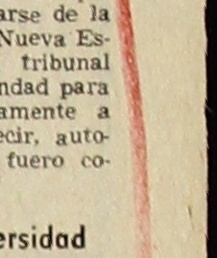 arse de la
Nueva Es-
tribunal
ndad para
amente a
ecir, auto-
fuero co-
ersidad